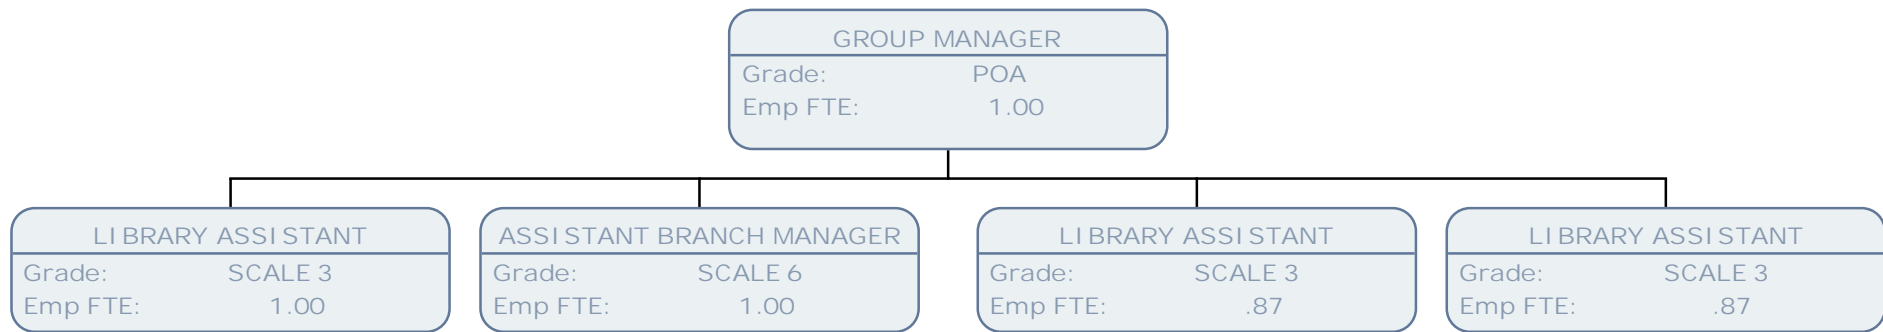 GROUP MANAGER
Grade: POA
Emp FTE: 1.00
LIBRARY ASSISTANT
Grade: SCALE 3
Emp FTE: 1.00
ASSISTANT BRANCH MANAGER
Grade: SCALE 6
Emp FTE: 1.00
LIBRARY ASSISTANT
Grade: SCALE 3
Emp FTE: .87
LIBRARY ASSISTANT
Grade: SCALE 3
Emp FTE: .87